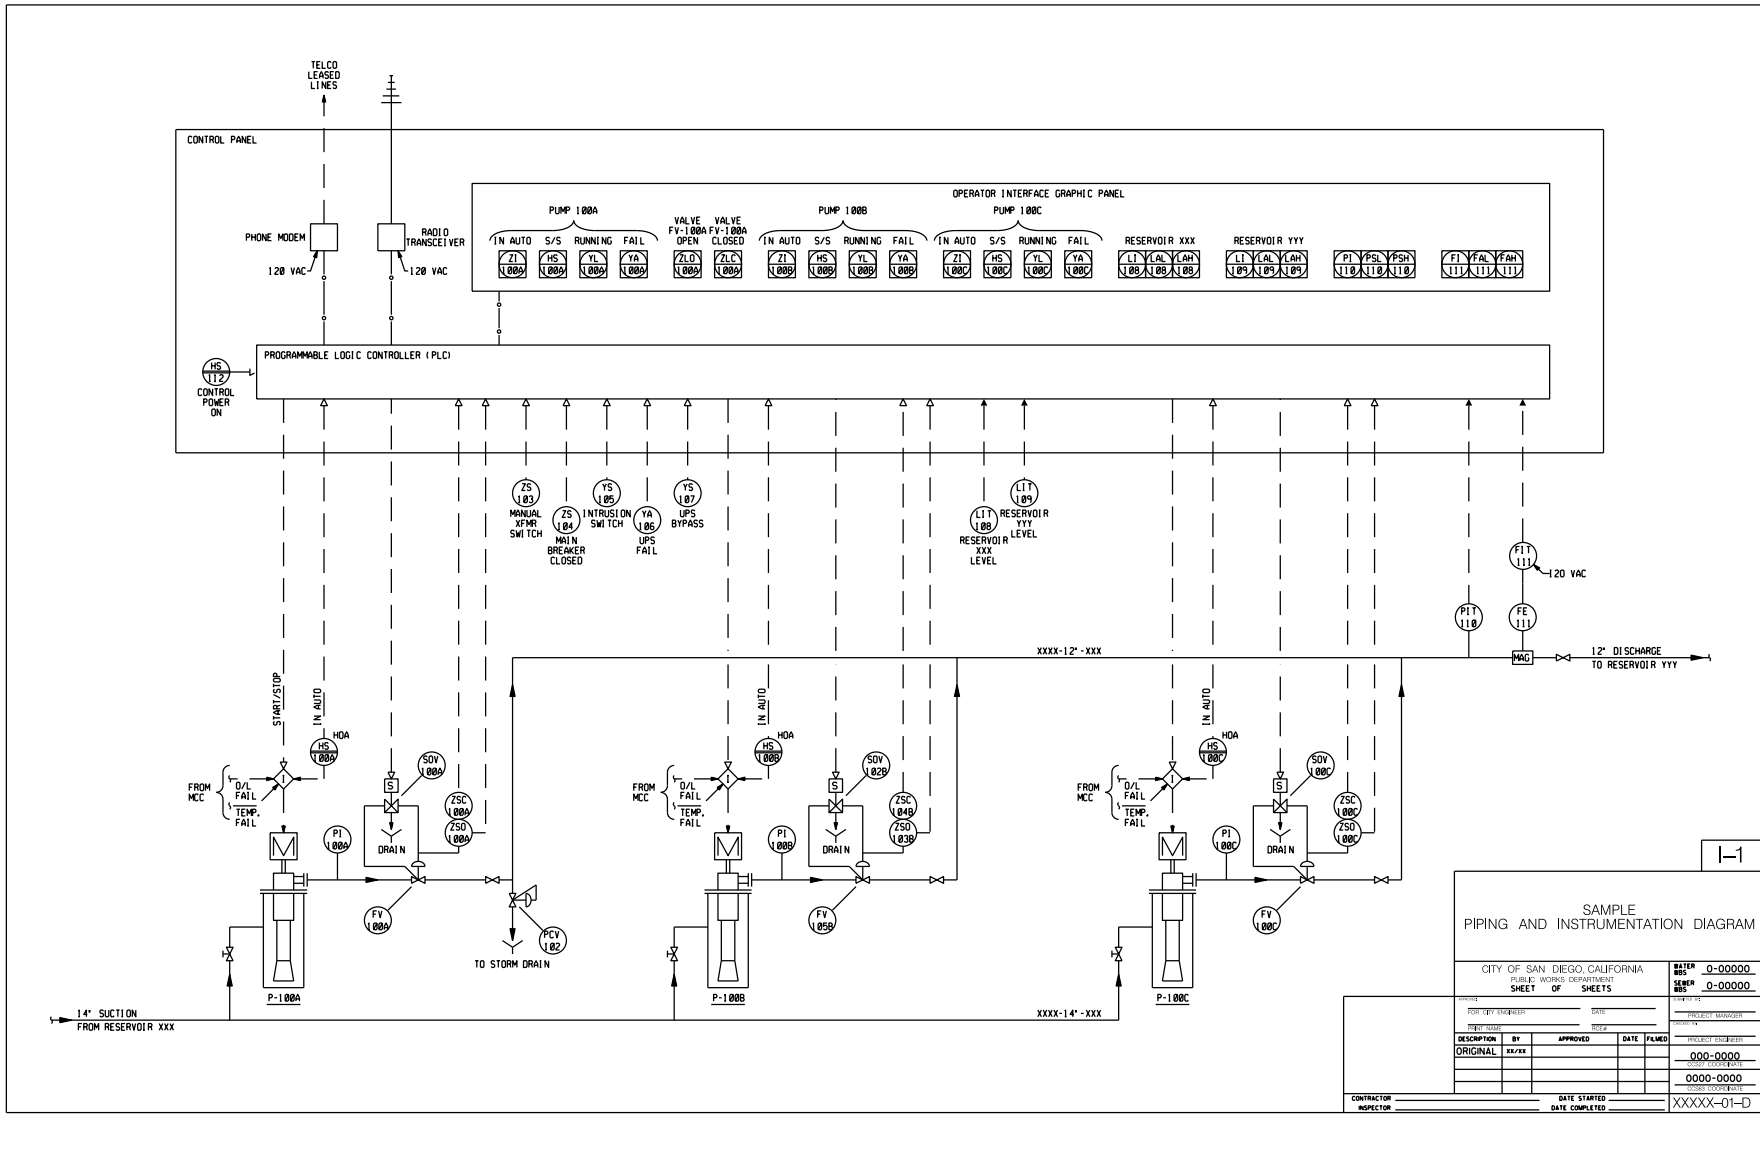 TELCO
LEASED
LINES
CONTROL PANEL
OPERATOR INTERFACE GRAPHIC PANEL
PUMP 100A
PUMP 100B
PUMP 100C
VALVE
FV-100A
OPEN
VALVE
FV-100A
CLOSED
PHONE MODEM
RADIO
TRANSCEIVER
IN AUTO S/S RUNNING FAIL
IN AUTO S/S RUNNING FAIL
IN AUTO S/S RUNNING FAIL
RESERVOIR XXX
RESERVOIR YYY
ZI
100A
HS
100A
YL
100A
YA
100A
ZLO
100A
ZLC
100A
ZI
100B
HS
100B
YL
100B
YA
100B
ZI
100C
HS
100C
YL
100C
YA
100C
LI
108
LAL
108
LAH
108
LI
109
LAL
109
LAH
109
PI
110
PSL
110
PSH
110
FI
111
FAL
111
FAH
111
120 VAC
120 VAC
PROGRAMMABLE LOGIC CONTROLLER (PLC)
HS
112
CONTROL
POWER
ON
ZS
103
MANUAL
XFMR
SWITCH
ZS
104
MAIN
BREAKER
CLOSED
YS
105
INTRUSION
SWITCH
YA
106
UPS
FAIL
YS
107
UPS
BYPASS
LIT
108
RESERVOIR
XXX
LEVEL
LIT
109
RESERVOIR
YYY
LEVEL
FIT
111
120 VAC
PIT
110
FE
111
MAG
XXXX-12"-XXX
12" DISCHARGE
TO RESERVOIR YYY
START/STOP
IN AUTO
HS
100A
HOA
FROM
MCC
O/L
FAIL
TEMP.
FAIL
I
S
SOV
100A
ZSC
100A
ZSO
100A
PI
100A
DRAIN
M
FV
100A
PCV
102
TO STORM DRAIN
P-100A
IN AUTO
HS
100B
HOA
FROM
MCC
O/L
FAIL
TEMP.
FAIL
I
S
SOV
102B
ZSC
104B
ZSO
103B
PI
100B
DRAIN
M
FV
105B
P-100B
IN AUTO
HS
100C
HOA
FROM
MCC
O/L
FAIL
TEMP.
FAIL
I
S
SOV
100C
ZSC
100C
ZSO
100C
PI
100C
DRAIN
M
FV
100C
P-100C
14" SUCTION
FROM RESERVOIR XXX
XXXX-14"-XXX
I-1
SAMPLE
PIPING AND INSTRUMENTATION DIAGRAM
CITY OF SAN DIEGO, CALIFORNIA
PUBLIC WORKS DEPARTMENT
SHEET OF SHEETS
WATER
WBS 0-00000
SEWER
WBS 0-00000
FOR CITY ENGINEER DATE
PRINT NAME RCE#
PROJECT MANAGER
PROJECT ENGINEER
DESCRIPTION BY APPROVED DATE FILMED
ORIGINAL XX/XX
000-0000
CCS27 COORDINATE
0000-0000
CCS83 COORDINATE
CONTRACTOR DATE STARTED
INSPECTOR DATE COMPLETED
XXXXX-01-D